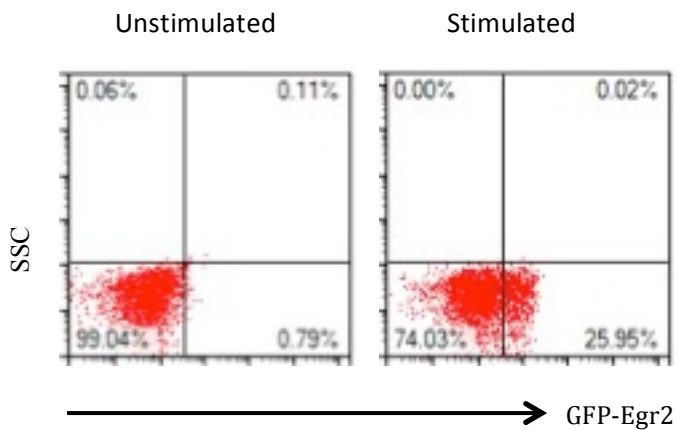 Unstimulated Stimulated
0.06% 0.11% 0.00% 0.02%
SSC
99.04% 0.79% 74.03% 25.95%
GFP-Egr2